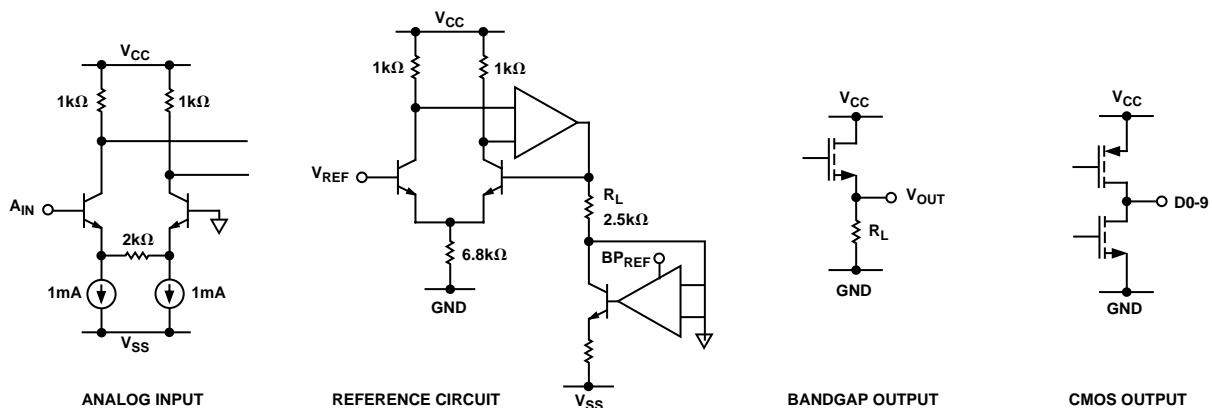 V_CC
1kΩ 1kΩ
A_IN
2kΩ
1mA 1mA
V_SS
ANALOG INPUT
V_CC
1kΩ 1kΩ
V_REF
R_L
2.5kΩ
6.8kΩ
BP_REF
GND
V_SS
REFERENCE CIRCUIT
V_CC
V_OUT
R_L
GND
BANDGAP OUTPUT
V_CC
D0-9
GND
CMOS OUTPUT